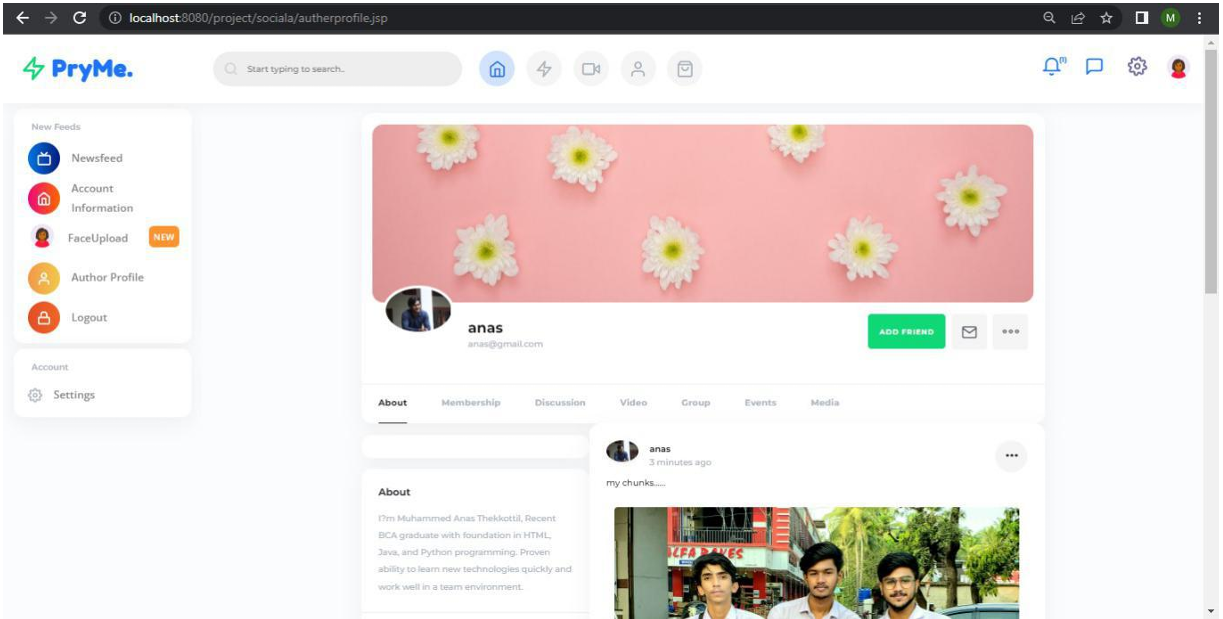 localhost:8080/project/sociala/autherprofile.jsp
M
PryMe.
Start typing to search..
(1)
New Feeds
Newsfeed
Account
Information
FaceUpload NEW
Author Profile
Logout
Account
Settings
anas
anas@gmail.com
ADD FRIEND
About Membership Discussion Video Group Events Media
About
I?m Muhammed Anas Thekkottil, Recent
BCA graduate with foundation in HTML,
Java, and Python programming. Proven
ability to learn new technologies quickly and
work well in a team environment.
anas
3 minutes ago
my chunks.....
ALFA BAKES